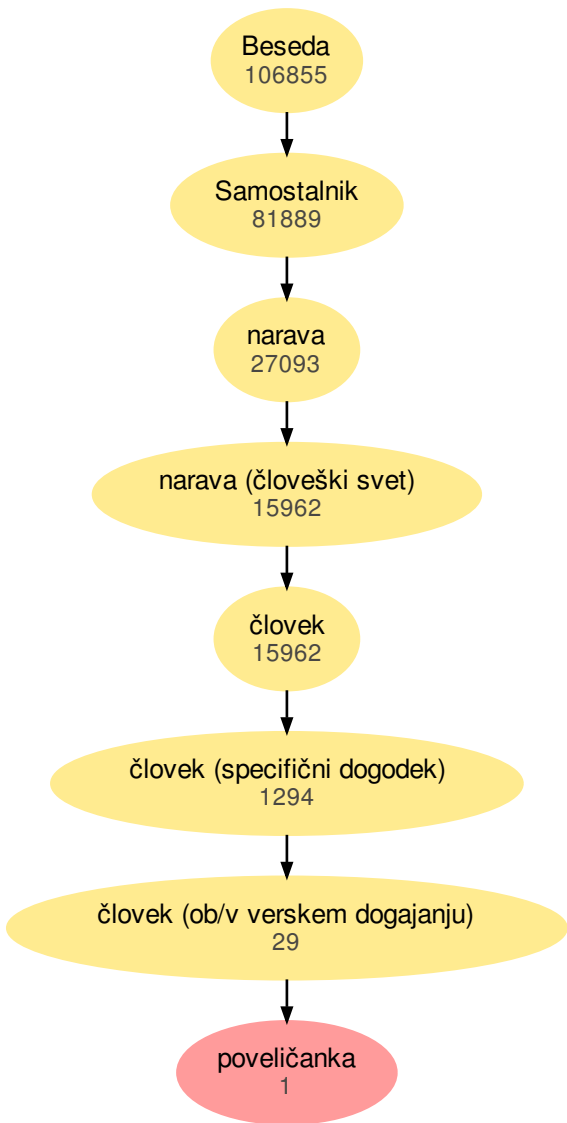 Beseda
106855
Samostalnik
81889
narava
27093
narava (človeški svet)
15962
človek
15962
človek (specifični dogodek)
1294
človek (ob/v verskem dogajanju)
29
poveličanka
1